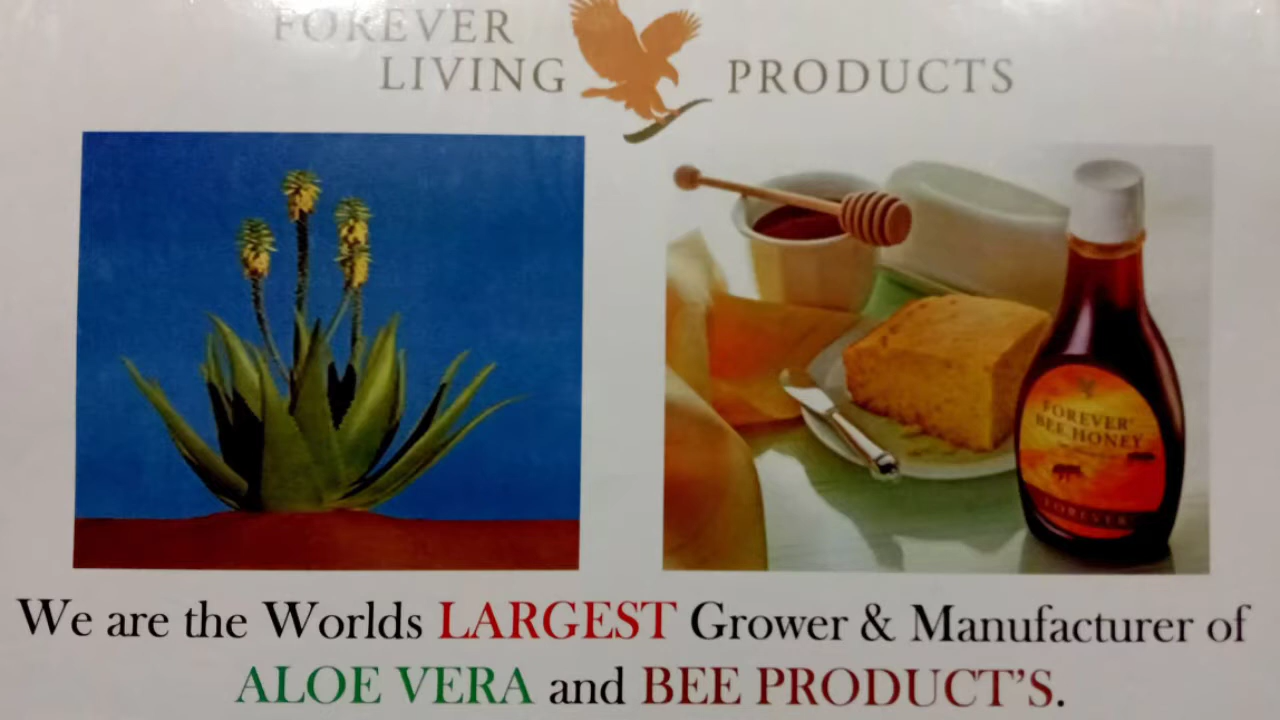 FOREVER
LIVING PRODUCTS
FOREVER
BEE HONEY
FOREVER
We are the Worlds LARGEST Grower & Manufacturer of
ALOE VERA and BEE PRODUCT'S.